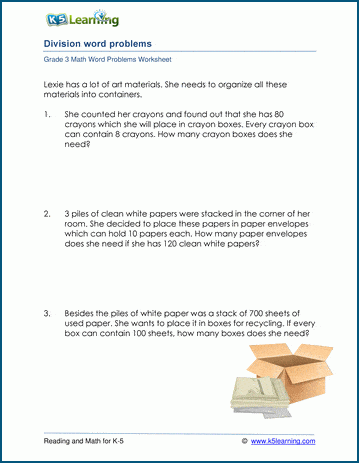 K5 Learning
Division word problems
Grade 3 Math Word Problems Worksheet
Lexie has a lot of art materials. She needs to organize all these
materials into containers.
1. She counted her crayons and found out that she has 80
crayons which she will place in crayon boxes. Every crayon box
can contain 8 crayons. How many crayon boxes does she
need?
2. 3 piles of clean white papers were stacked in the corner of her
room. She decided to place these papers in paper envelopes
which can hold 10 papers each. How many paper envelopes
does she need if she has 120 clean white papers?
3. Besides the piles of white paper was a stack of 700 sheets of
used paper. She wants to place it in boxes for recycling. If every
box can contain 100 sheets, how many boxes does she need?
Reading and Math for K-5 © www.k5learning.com